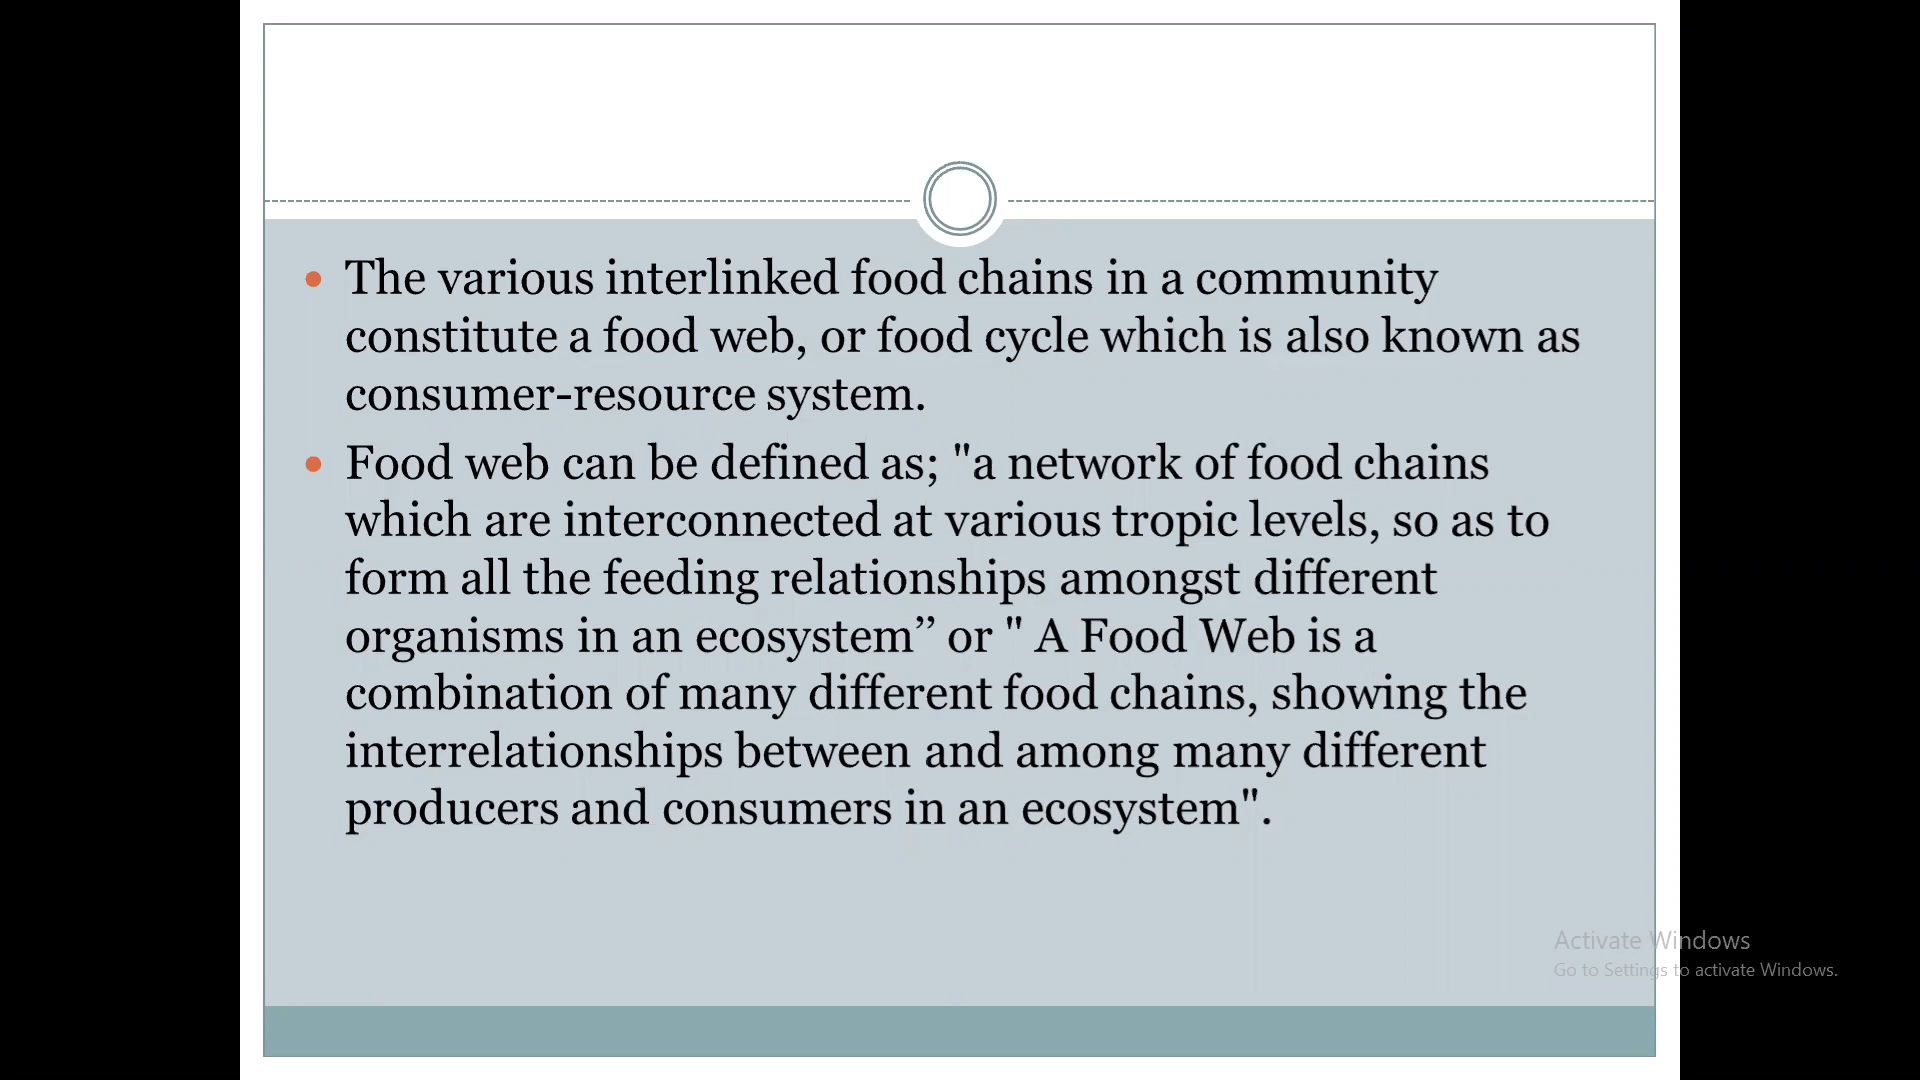 The various interlinked food chains in a community
constitute a food web, or food cycle which is also known as
consumer-resource system.
Food web can be defined as; "a network of food chains
which are interconnected at various tropic levels, so as to
form all the feeding relationships amongst different
organisms in an ecosystem’’ or " A Food Web is a
combination of many different food chains, showing the
interrelationships between and among many different
producers and consumers in an ecosystem".
Activate Windows
Go to Settings to activate Windows.